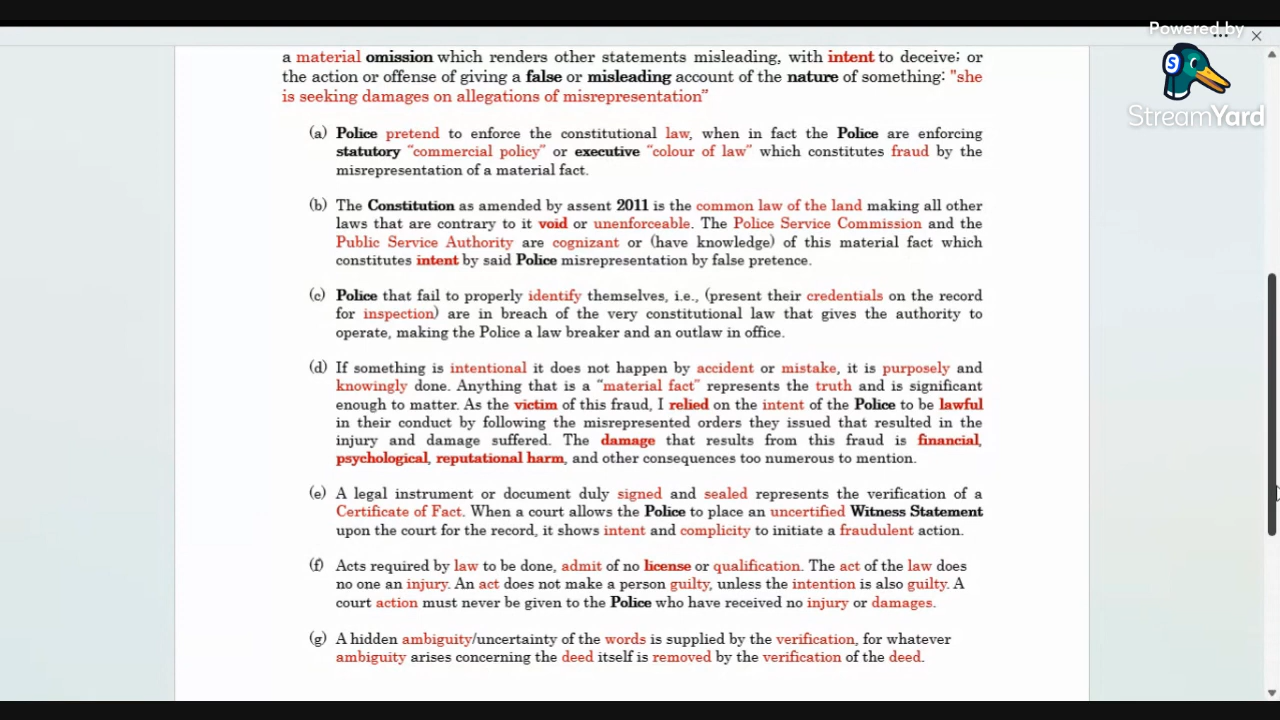 Powered by
StreamYard
a material omission which renders other statements misleading, with intent to deceive; or
the action or offense of giving a false or misleading account of the nature of something: "she
is seeking damages on allegations of misrepresentation”
(a) Police pretend to enforce the constitutional law, when in fact the Police are enforcing
statutory “commercial policy” or executive “colour of law” which constitutes fraud by the
misrepresentation of a material fact.
(b) The Constitution as amended by assent 2011 is the common law of the land making all other
laws that are contrary to it void or unenforceable. The Police Service Commission and the
Public Service Authority are cognizant or (have knowledge) of this material fact which
constitutes intent by said Police misrepresentation by false pretence.
(c) Police that fail to properly identify themselves, i.e., (present their credentials on the record
for inspection) are in breach of the very constitutional law that gives the authority to
operate, making the Police a law breaker and an outlaw in office.
(d) If something is intentional it does not happen by accident or mistake, it is purposely and
knowingly done. Anything that is a “material fact” represents the truth and is significant
enough to matter. As the victim of this fraud, I relied on the intent of the Police to be lawful
in their conduct by following the misrepresented orders they issued that resulted in the
injury and damage suffered. The damage that results from this fraud is financial,
psychological, reputational harm, and other consequences too numerous to mention.
(e) A legal instrument or document duly signed and sealed represents the verification of a
Certificate of Fact. When a court allows the Police to place an uncertified Witness Statement
upon the court for the record, it shows intent and complicity to initiate a fraudulent action.
(f) Acts required by law to be done, admit of no license or qualification. The act of the law does
no one an injury. An act does not make a person guilty, unless the intention is also guilty. A
court action must never be given to the Police who have received no injury or damages.
(g) A hidden ambiguity/uncertainty of the words is supplied by the verification, for whatever
ambiguity arises concerning the deed itself is removed by the verification of the deed.